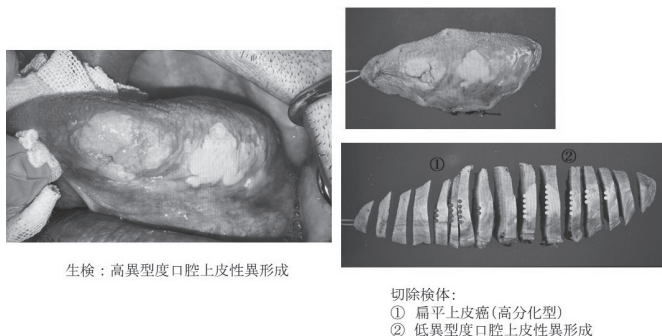 ①
②
生検：高異型度口腔上皮性異形成
切除検体：
① 扁平上皮癌（高分化型）
② 低異型度口腔上皮性異形成